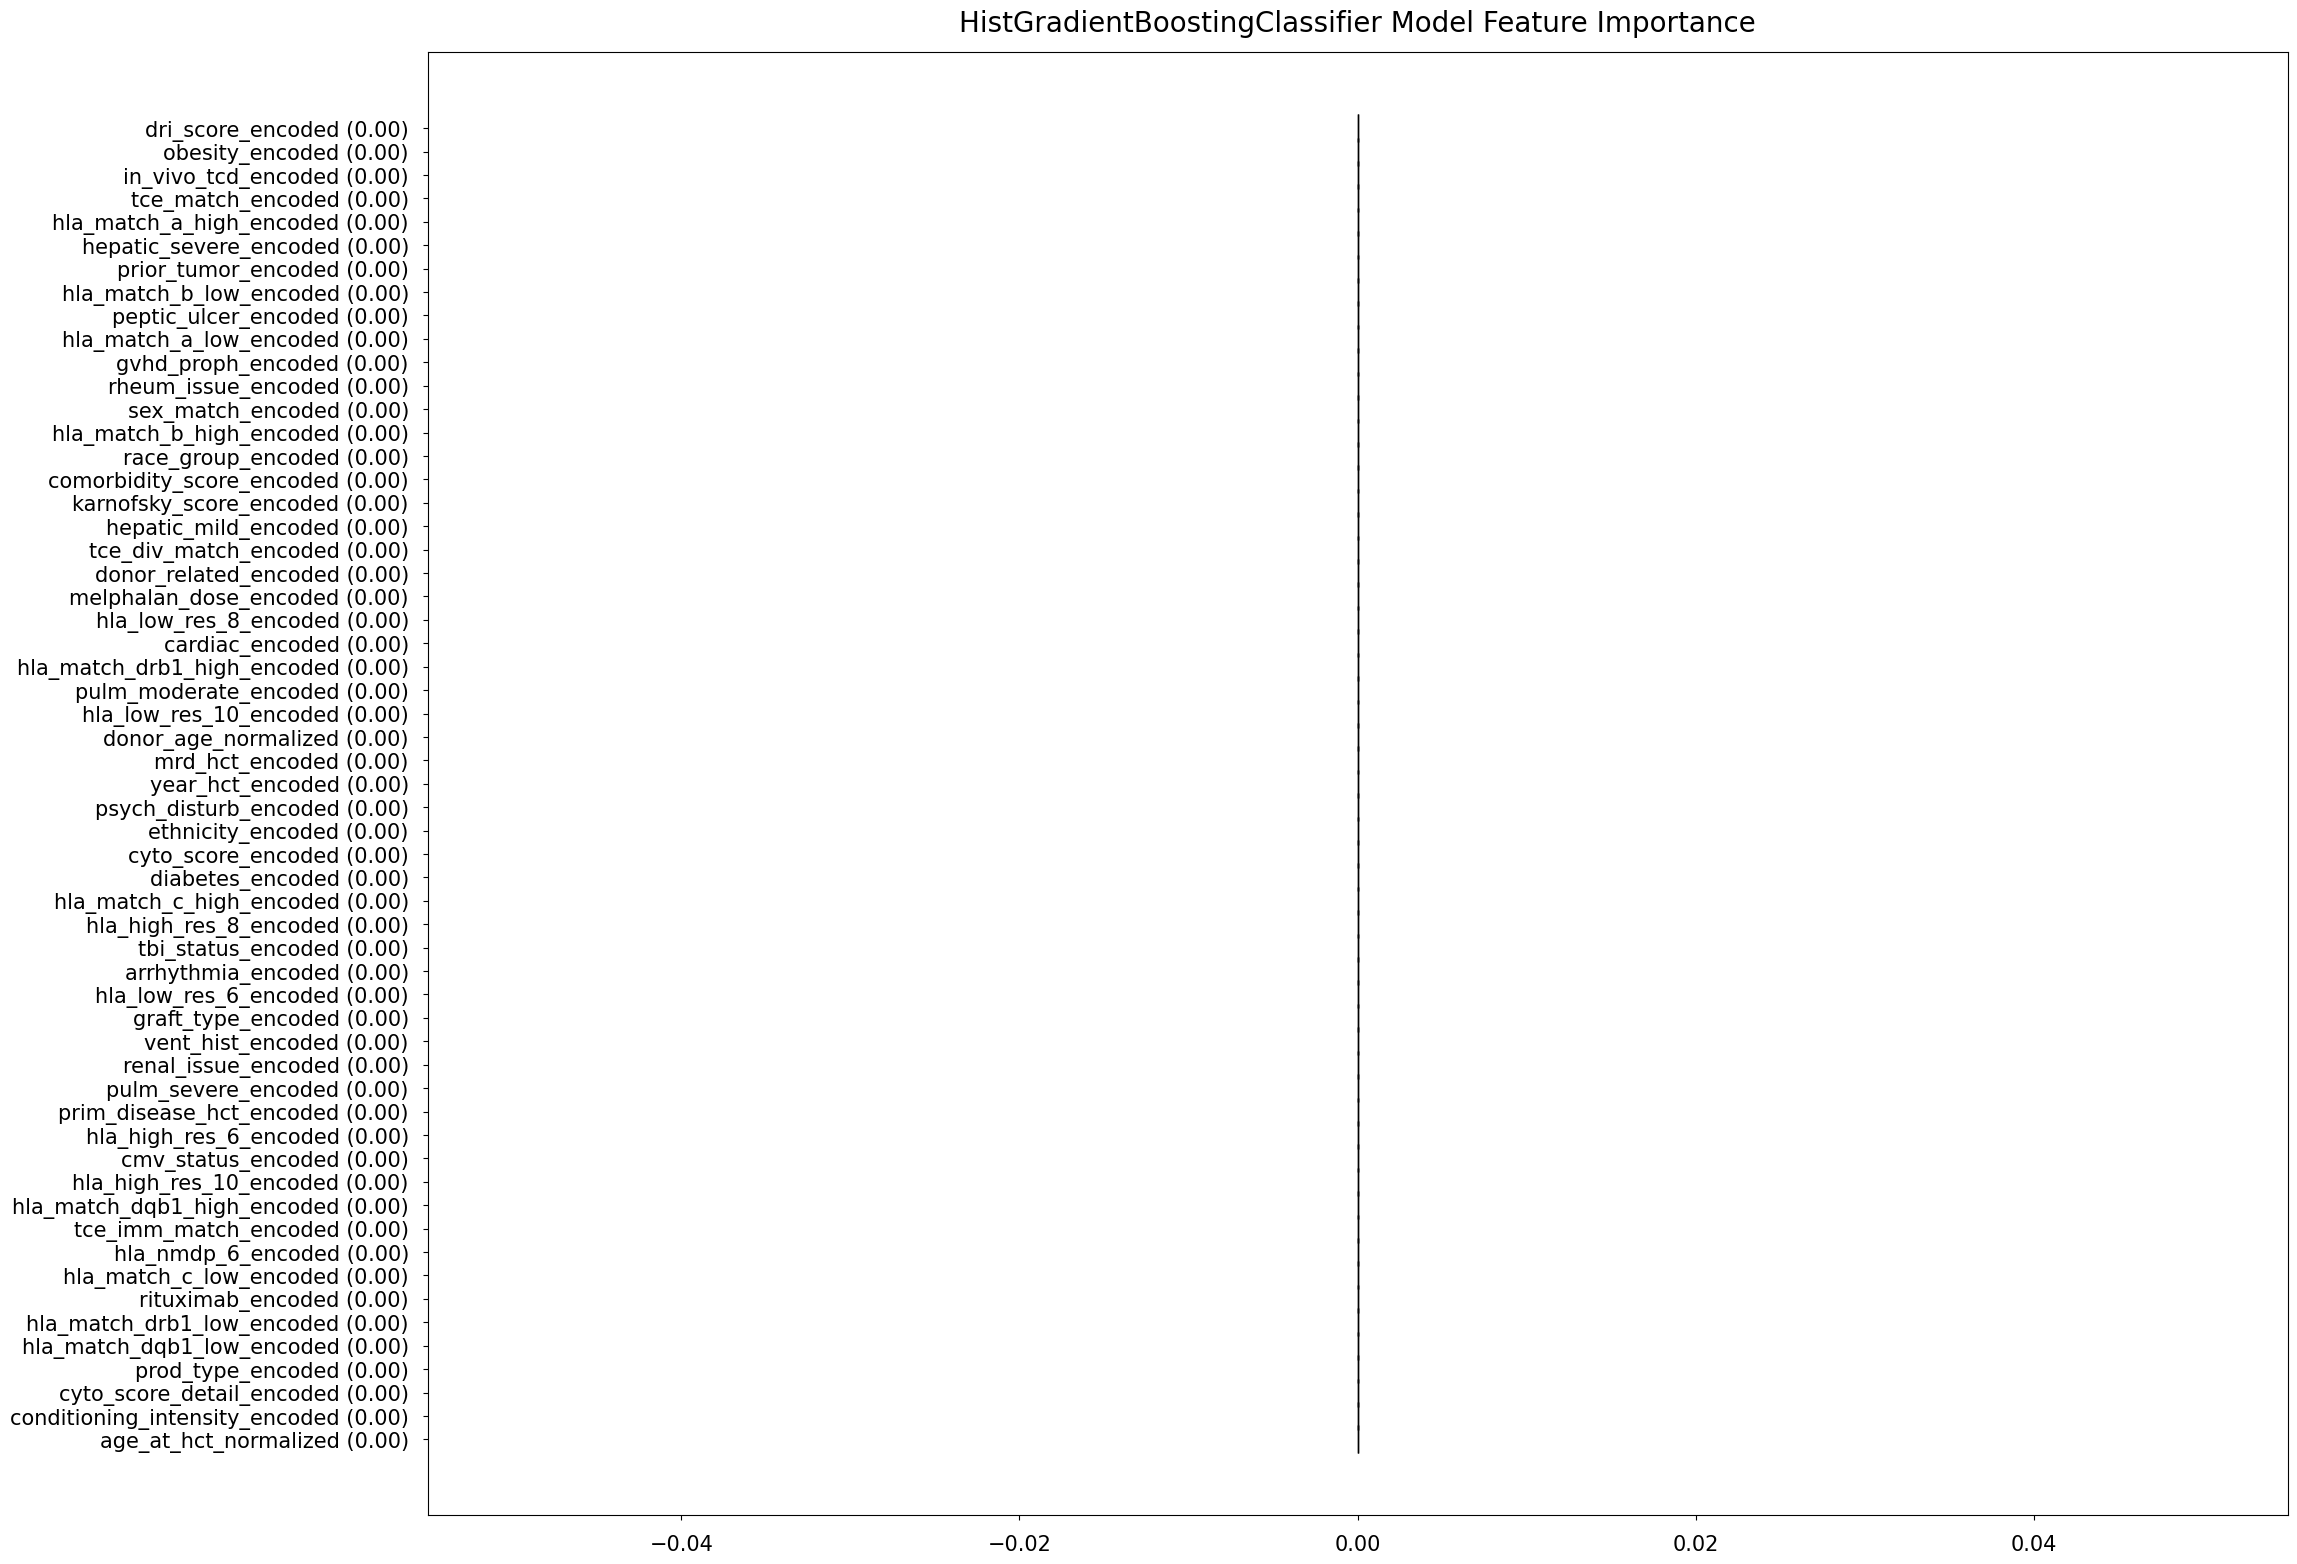 HistGradientBoostingClassifier Model Feature Importance
dri_score_encoded (0.00)
obesity_encoded (0.00)
in_vivo_tcd_encoded (0.00)
tce_match_encoded (0.00)
hla_match_a_high_encoded (0.00)
hepatic_severe_encoded (0.00)
prior_tumor_encoded (0.00)
hla_match_b_low_encoded (0.00)
peptic_ulcer_encoded (0.00)
hla_match_a_low_encoded (0.00)
gvhd_proph_encoded (0.00)
rheum_issue_encoded (0.00)
sex_match_encoded (0.00)
hla_match_b_high_encoded (0.00)
race_group_encoded (0.00)
comorbidity_score_encoded (0.00)
karnofsky_score_encoded (0.00)
hepatic_mild_encoded (0.00)
tce_div_match_encoded (0.00)
donor_related_encoded (0.00)
melphalan_dose_encoded (0.00)
hla_low_res_8_encoded (0.00)
cardiac_encoded (0.00)
hla_match_drb1_high_encoded (0.00)
pulm_moderate_encoded (0.00)
hla_low_res_10_encoded (0.00)
donor_age_normalized (0.00)
mrd_hct_encoded (0.00)
year_hct_encoded (0.00)
psych_disturb_encoded (0.00)
ethnicity_encoded (0.00)
cyto_score_encoded (0.00)
diabetes_encoded (0.00)
hla_match_c_high_encoded (0.00)
hla_high_res_8_encoded (0.00)
tbi_status_encoded (0.00)
arrhythmia_encoded (0.00)
hla_low_res_6_encoded (0.00)
graft_type_encoded (0.00)
vent_hist_encoded (0.00)
renal_issue_encoded (0.00)
pulm_severe_encoded (0.00)
prim_disease_hct_encoded (0.00)
hla_high_res_6_encoded (0.00)
cmv_status_encoded (0.00)
hla_high_res_10_encoded (0.00)
hla_match_dqb1_high_encoded (0.00)
tce_imm_match_encoded (0.00)
hla_nmdp_6_encoded (0.00)
hla_match_c_low_encoded (0.00)
rituximab_encoded (0.00)
hla_match_drb1_low_encoded (0.00)
hla_match_dqb1_low_encoded (0.00)
prod_type_encoded (0.00)
cyto_score_detail_encoded (0.00)
conditioning_intensity_encoded (0.00)
age_at_hct_normalized (0.00)
−0.04 −0.02 0.00 0.02 0.04